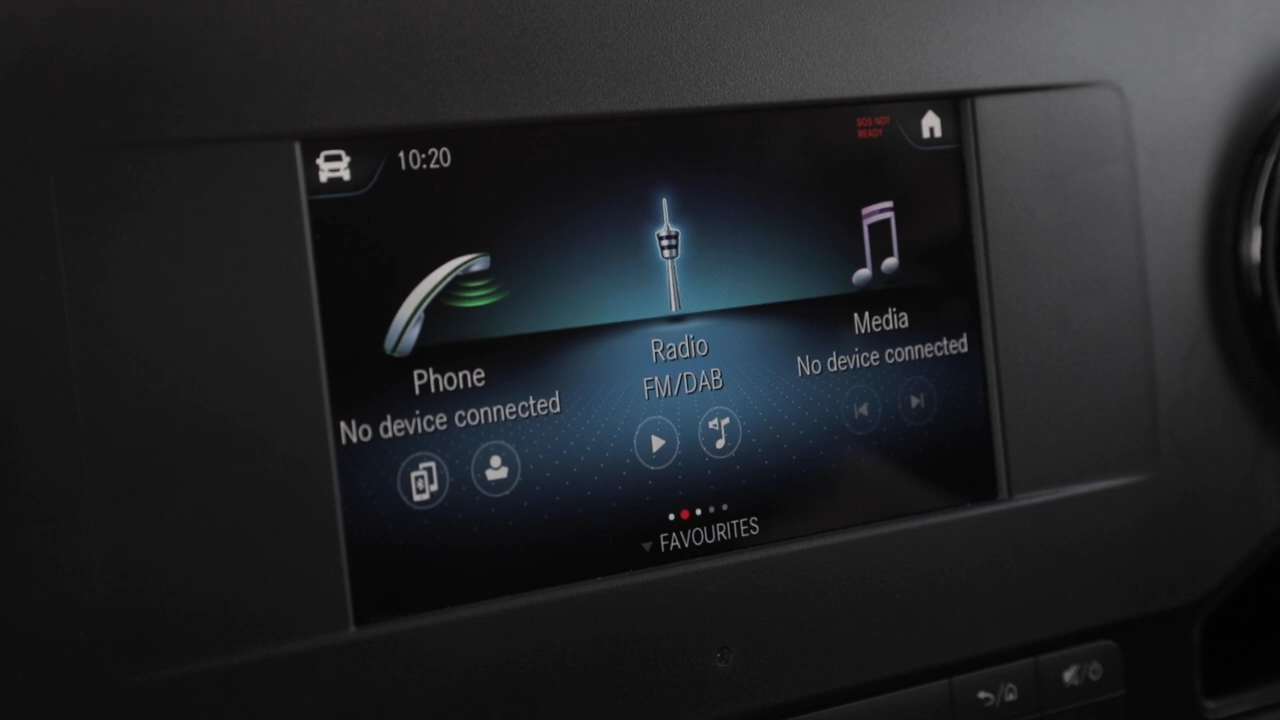 10:20
SOS NOT
READY
Phone
No device connected
Radio
FM/DAB
Media
No device connected
FAVOURITES